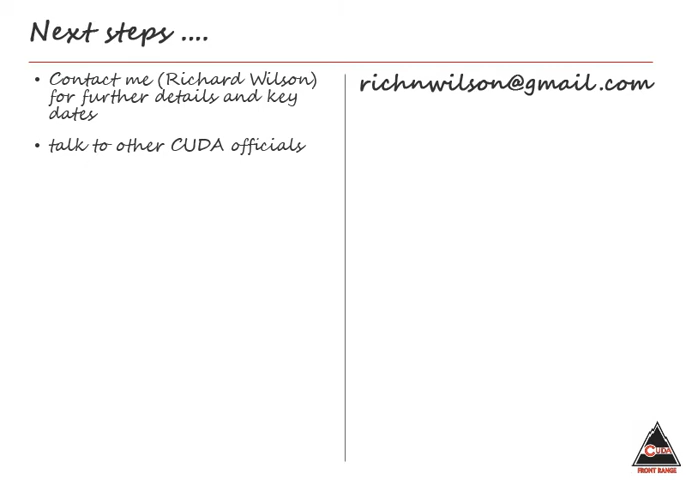 Next steps ....
• Contact me (Richard Wilson)
for further details and key
dates
• talk to other CUDA officials
richnwilson@gmail.com
CUDA
FRONT RANGE